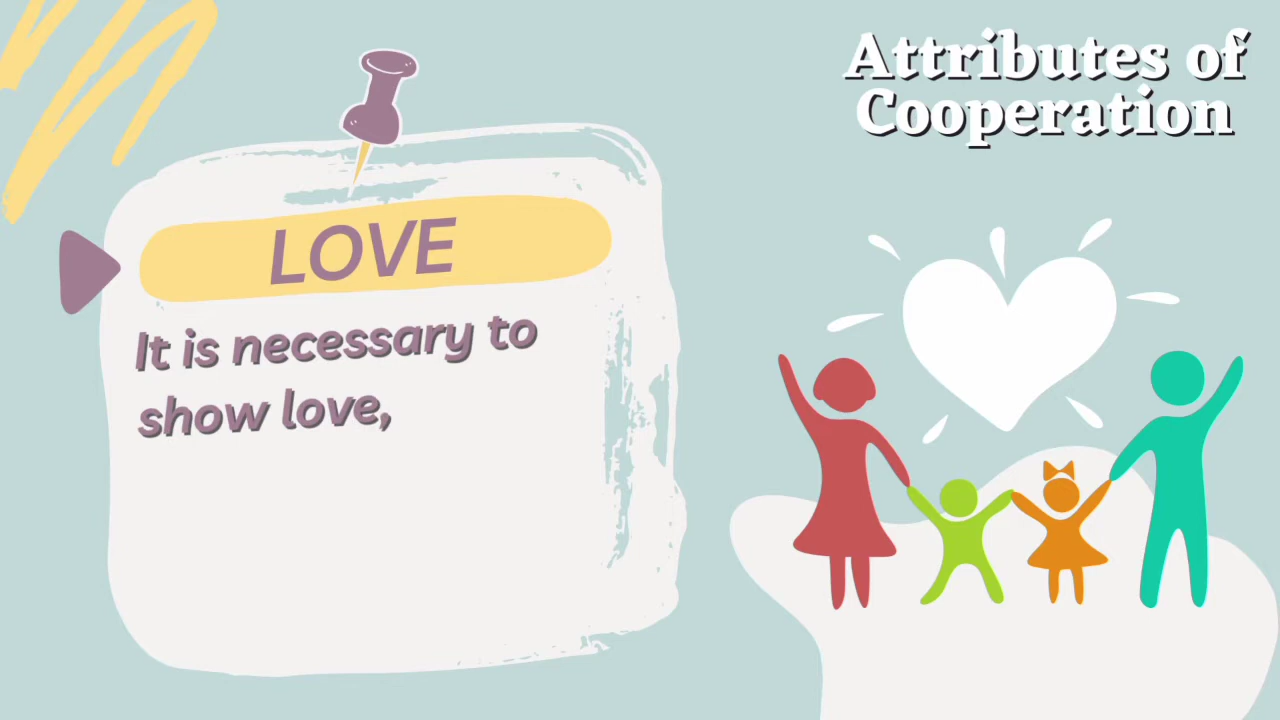 Attributes of
Cooperation
LOVE
It is necessary to
show love,